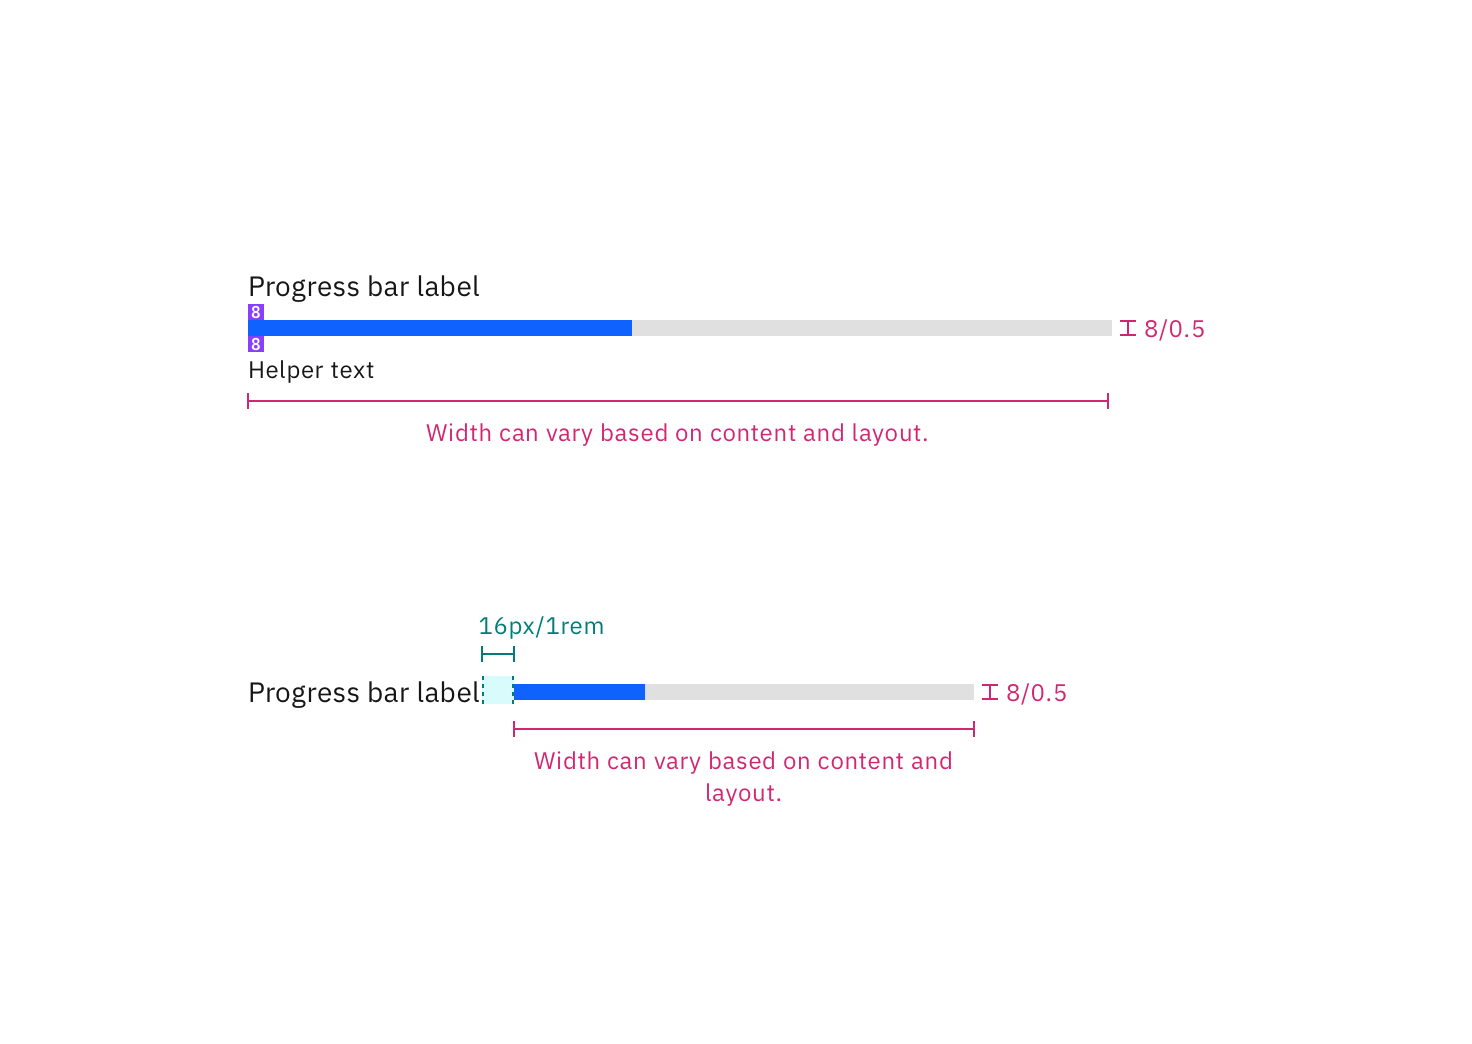 Progress bar label
8
8/0.5
8
Helper text
Width can vary based on content and layout.
16px/1rem
Progress bar label
8/0.5
Width can vary based on content and
layout.